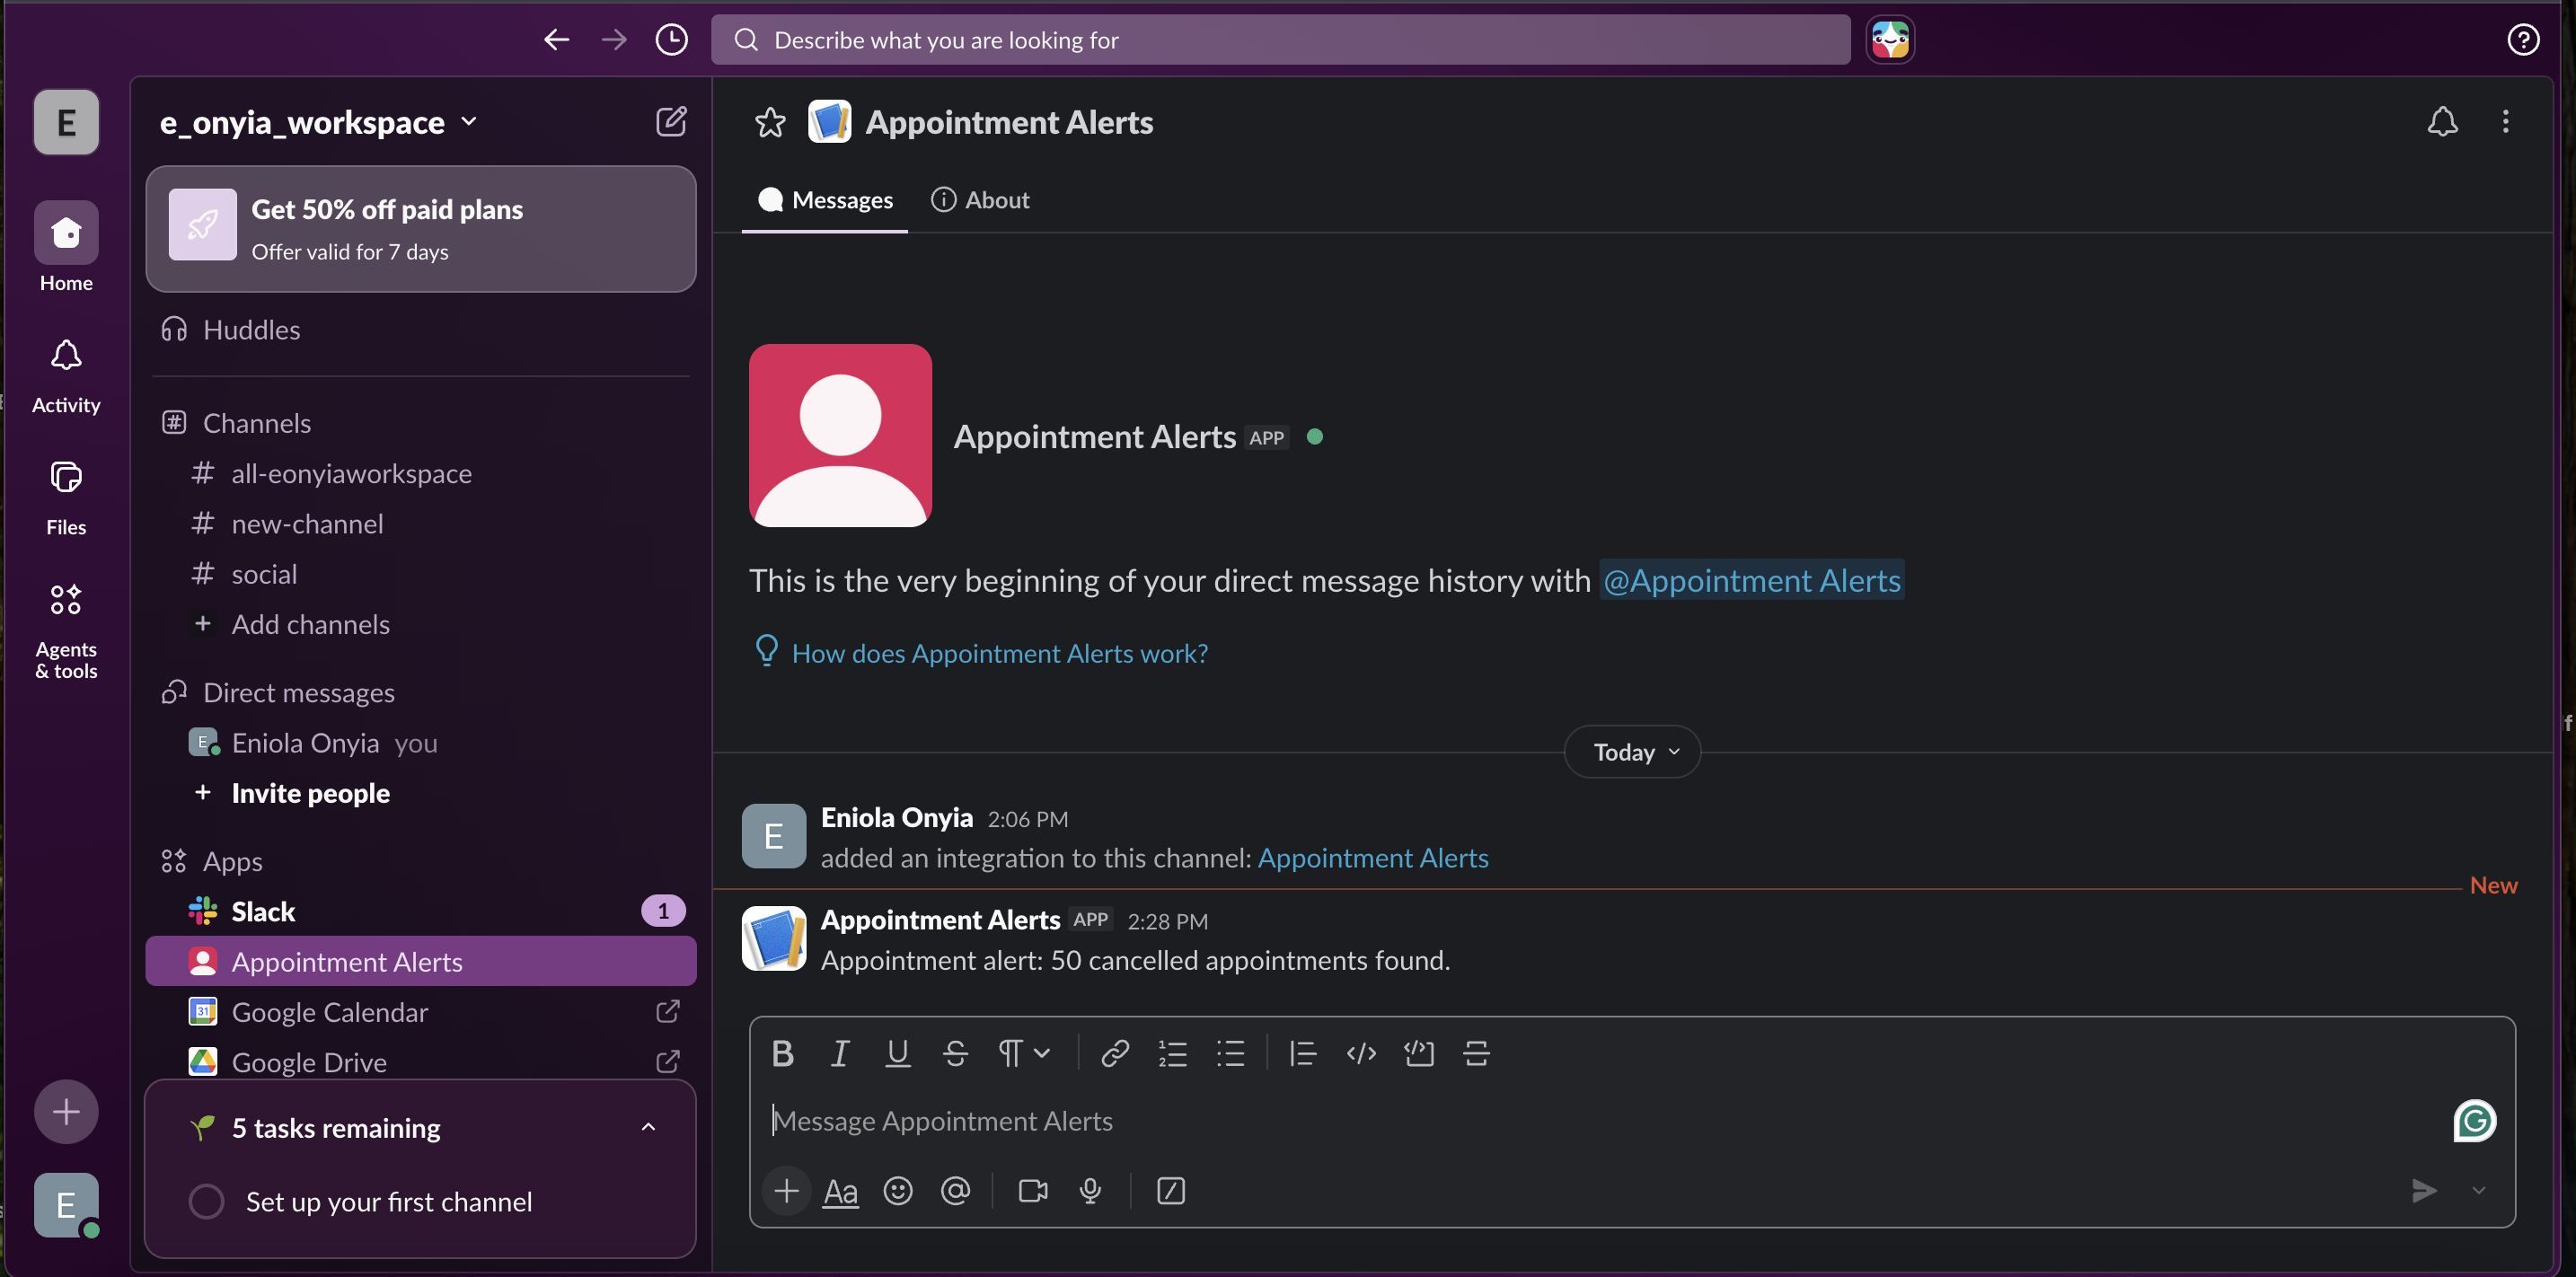 Describe what you are looking for
E
e_onyia_workspace
Get 50% off paid plans
Offer valid for 7 days
Home
Activity
Files
Agents
& tools
Huddles
Channels
# all-eonyiaworkspace
# new-channel
# social
+ Add channels
Direct messages
E Eniola Onyia you
+ Invite people
Apps
Slack 1
Appointment Alerts
31 Google Calendar
Google Drive
5 tasks remaining
Set up your first channel
E
Appointment Alerts
Messages
About
Appointment Alerts APP
This is the very beginning of your direct message history with @Appointment Alerts
How does Appointment Alerts work?
Today
E
Eniola Onyia 2:06 PM
added an integration to this channel: Appointment Alerts
New
Appointment Alerts APP 2:28 PM
Appointment alert: 50 cancelled appointments found.
B I U S
Message Appointment Alerts
Aa